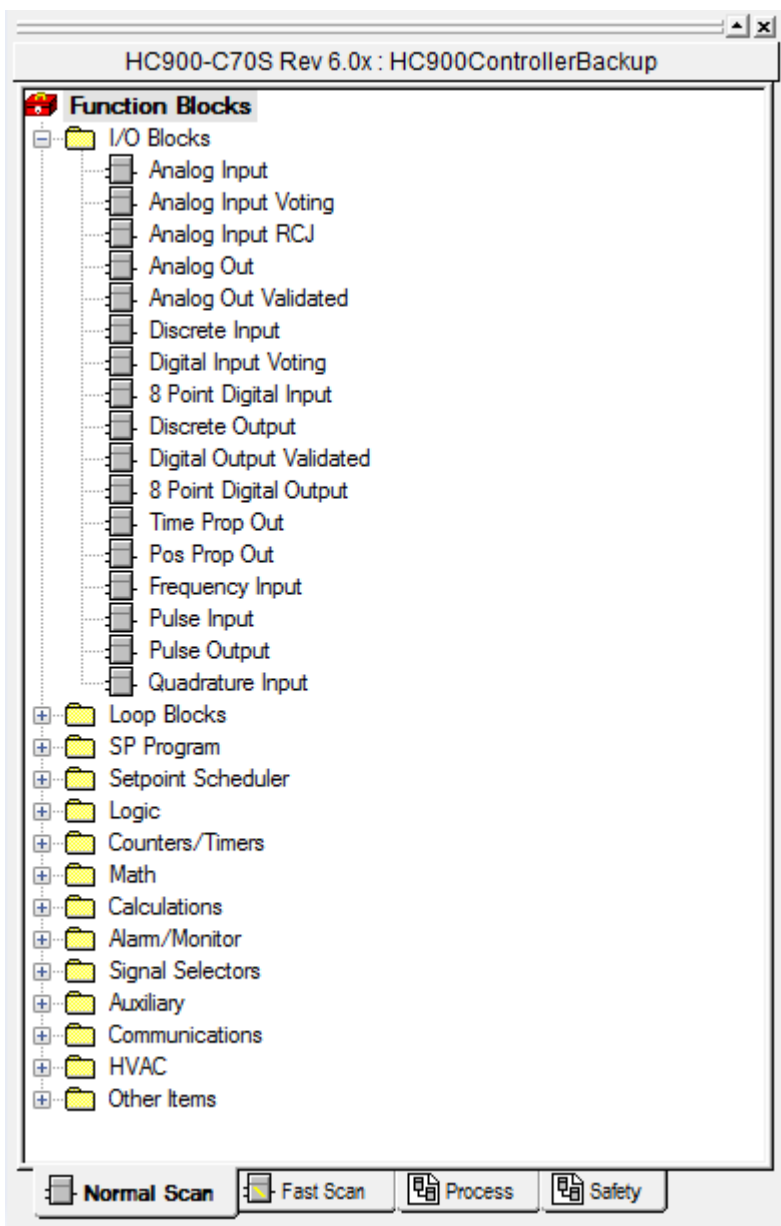 HC900-C70S Rev 6.0x : HC900ControllerBackup
Function Blocks
I/O Blocks
Analog Input
Analog Input Voting
Analog Input RCJ
Analog Out
Analog Out Validated
Discrete Input
Digital Input Voting
8 Point Digital Input
Discrete Output
Digital Output Validated
8 Point Digital Output
Time Prop Out
Pos Prop Out
Frequency Input
Pulse Input
Pulse Output
Quadrature Input
Loop Blocks
SP Program
Setpoint Scheduler
Logic
Counters/Timers
Math
Calculations
Alarm/Monitor
Signal Selectors
Auxiliary
Communications
HVAC
Other Items
Normal Scan Fast Scan Process Safety